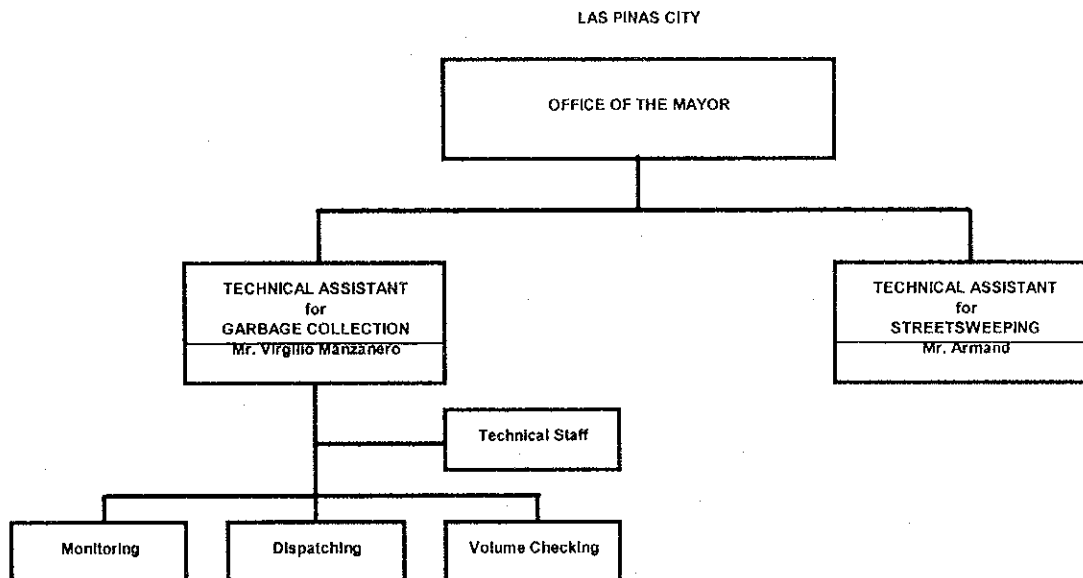 LAS PINAS CITY
OFFICE OF THE MAYOR
TECHNICAL ASSISTANT
for
GARBAGE COLLECTION
Mr. Virgilio Manzanero
TECHNICAL ASSISTANT
for
STREETSWEEPING
Mr. Armand
Technical Staff
Monitoring
Dispatching
Volume Checking